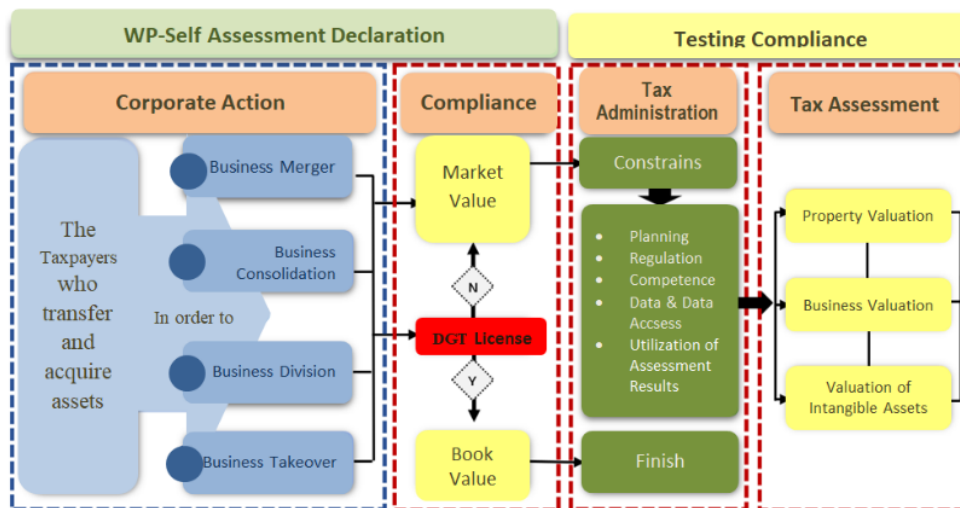 WP-Self Assessment Declaration
Testing Compliance
Corporate Action
Compliance
Tax
Administration
Tax Assessment
The
Taxpayers
who
transfer
and
acquire
assets
In order to
Business Merger
Business
Consolidation
Business Division
Business Takeover
Market
Value
N
DGT License
Y
Book
Value
Constrains
• Planning
• Regulation
• Competence
• Data & Data
Accsess
• Utilization of
Assessment
Results
Finish
Property Valuation
Business Valuation
Valuation of
Intangible Assets